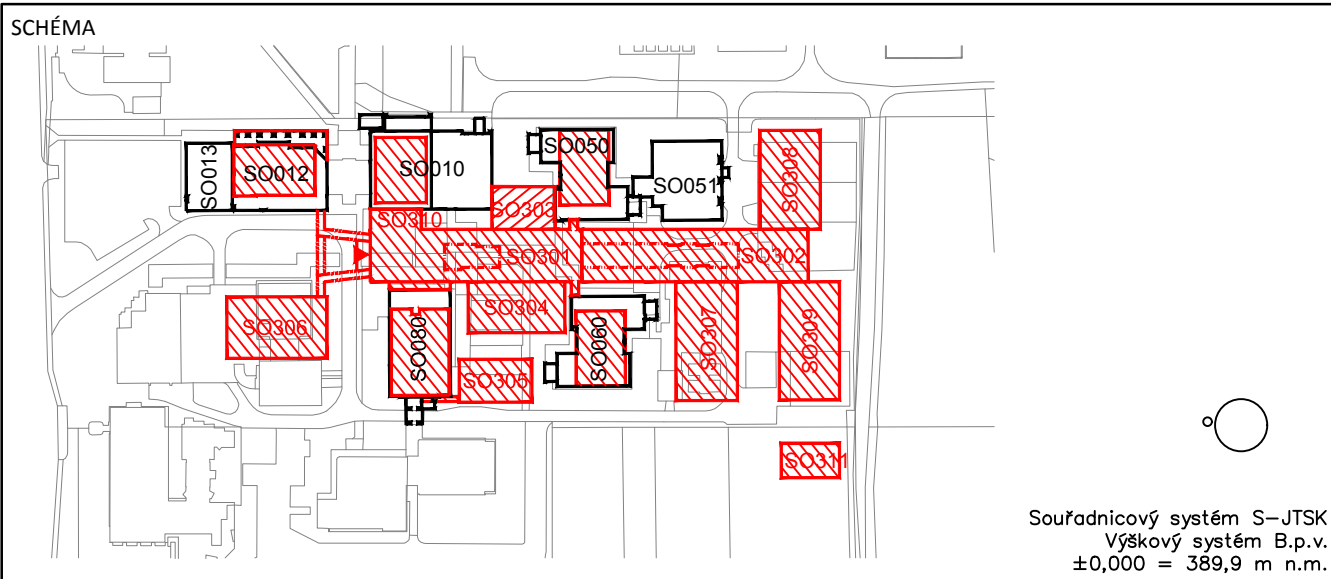 SCHÉMA
SO013
SO012
SO010
SO050
SO051
SO308
SO310
SO303
SO301
SO302
SO306
SO304
SO080
SO305
SO060
SO307
SO309
SO311
Souřadnicový systém S-JTSK
Výškový systém B.p.v.
±0,000 = 389,9 m n.m.